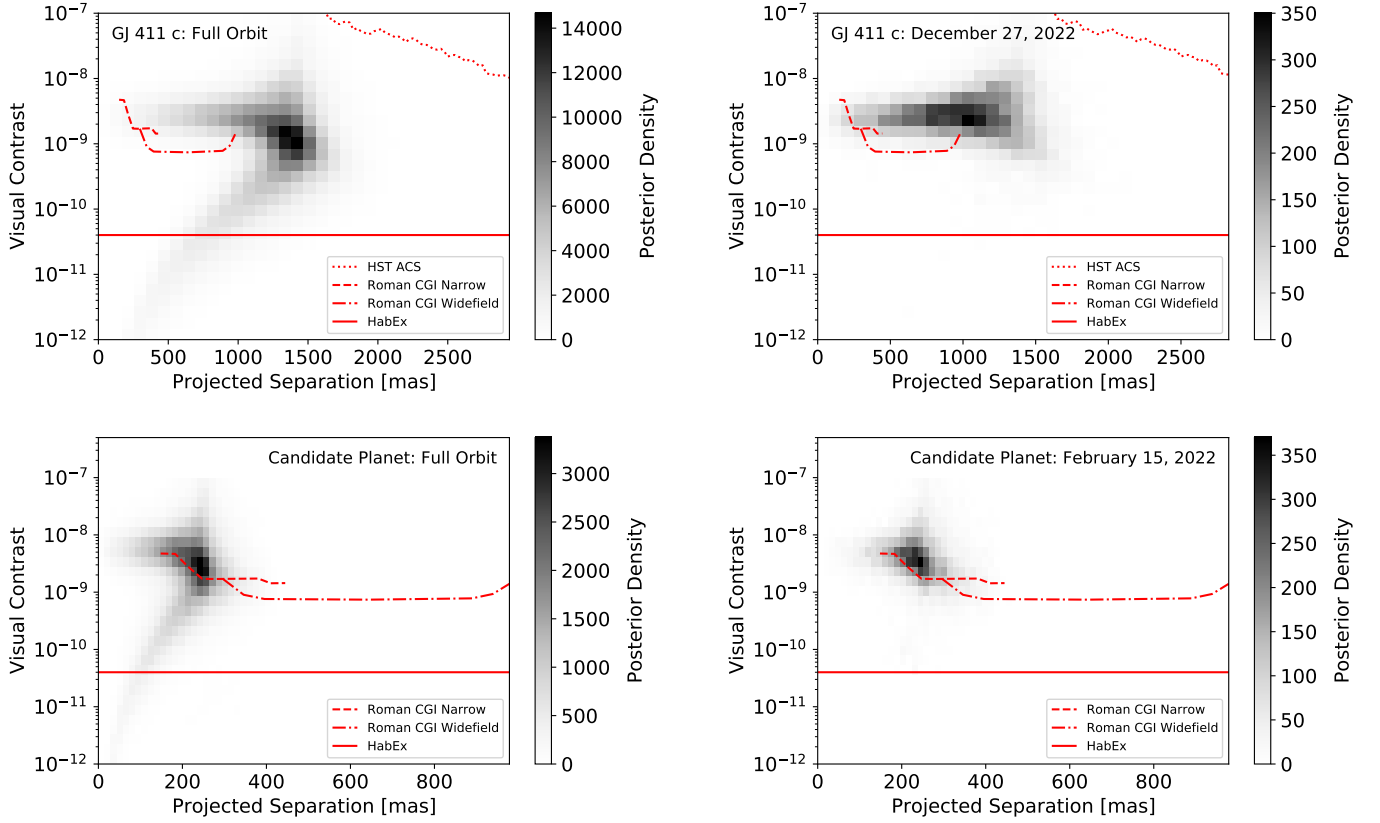 GJ 411 c: Full Orbit
Visual Contrast
10⁻⁸
10⁻⁹
10⁻¹⁰
10⁻¹¹
10⁻¹²
0 500 1000 1500 2000 2500
Projected Separation [mas]
HST ACS
Roman CGI Narrow
Roman CGI Widefield
HabEx
14000
12000
10000
8000
6000
4000
2000
0
Posterior Density
GJ 411 c: December 27, 2022
Visual Contrast
10⁻⁷
10⁻⁸
10⁻⁹
10⁻¹⁰
10⁻¹¹
10⁻¹²
0 500 1000 1500 2000 2500
Projected Separation [mas]
HST ACS
Roman CGI Narrow
Roman CGI Widefield
HabEx
350
300
250
200
150
100
50
0
Posterior Density
10⁻⁷
Candidate Planet: Full Orbit
Visual Contrast
10⁻⁷
10⁻⁸
10⁻⁹
10⁻¹⁰
10⁻¹¹
10⁻¹²
0 200 400 600 800
Projected Separation [mas]
Roman CGI Narrow
Roman CGI Widefield
HabEx
3000
2500
2000
1500
1000
500
0
Posterior Density
Candidate Planet: February 15, 2022
Visual Contrast
10⁻⁷
10⁻⁸
10⁻⁹
10⁻¹⁰
10⁻¹¹
10⁻¹²
0 200 400 600 800
Projected Separation [mas]
Roman CGI Narrow
Roman CGI Widefield
HabEx
350
300
250
200
150
100
50
0
Posterior Density